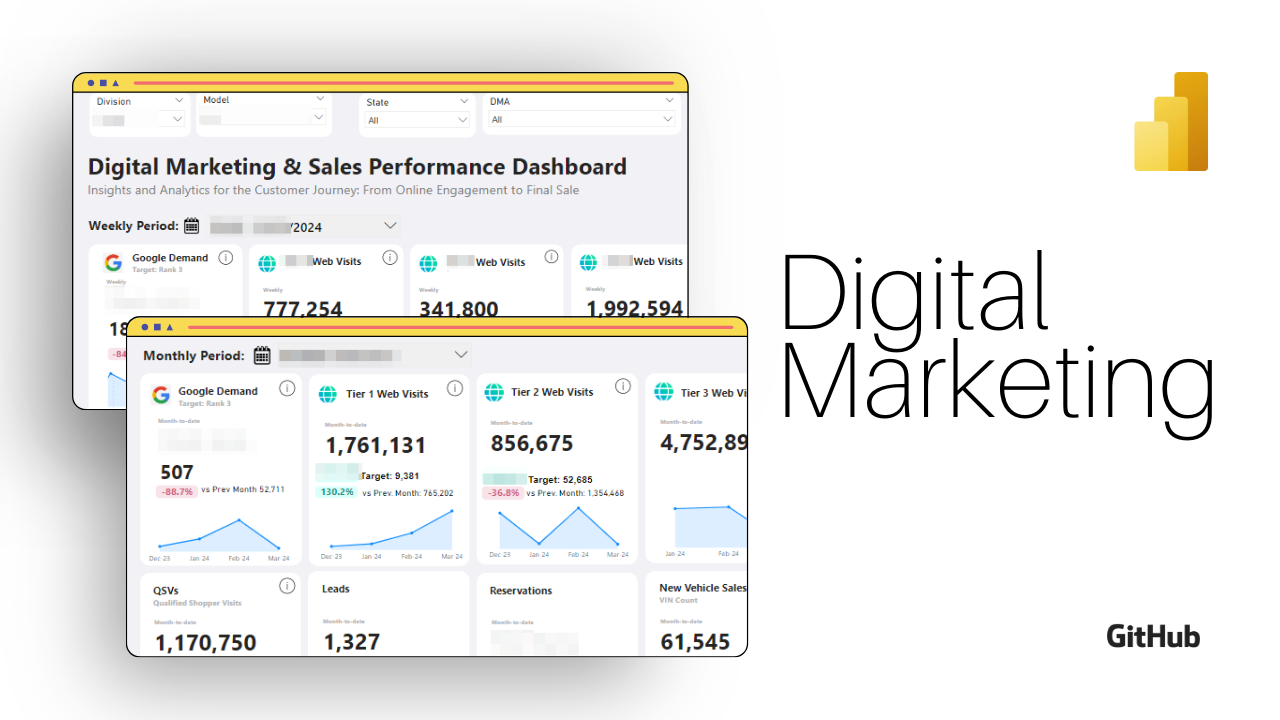 Division
Model
State
All
DMA
All
Digital Marketing & Sales Performance Dashboard
Insights and Analytics for the Customer Journey: From Online Engagement to Final Sale
Weekly Period:
/2024
Google Demand
Target: Rank 3
Weekly
18
-84
Web Visits
Weekly
777,254
Web Visits
Weekly
341,800
Web Visits
Weekly
1,992,594
Monthly Period:
Google Demand
Target: Rank 3
Month-to-date
507
-88.7% vs Prev Month 52,711
Dec 23 Jan 24 Feb 24 Mar 24
Tier 1 Web Visits
Month-to-date
1,761,131
Target: 9,381
130.2% vs Prev. Month: 765,202
Dec 23 Jan 24 Feb 24 Mar 24
Tier 2 Web Visits
Month-to-date
856,675
Target: 52,685
-36.8% vs Prev. Month: 1,354,468
Dec 23 Jan 24 Feb 24 Mar 24
Tier 3 Web Vi
Month-to-date
4,752,89
Jan 24 Feb 24
QSVs
Qualified Shopper Visits
Month-to-date
1,170,750
Leads
Month-to-date
1,327
Reservations
Month-to-date
New Vehicle Sales
VIN Count
Month-to-date
61,545
Digital
Marketing
GitHub